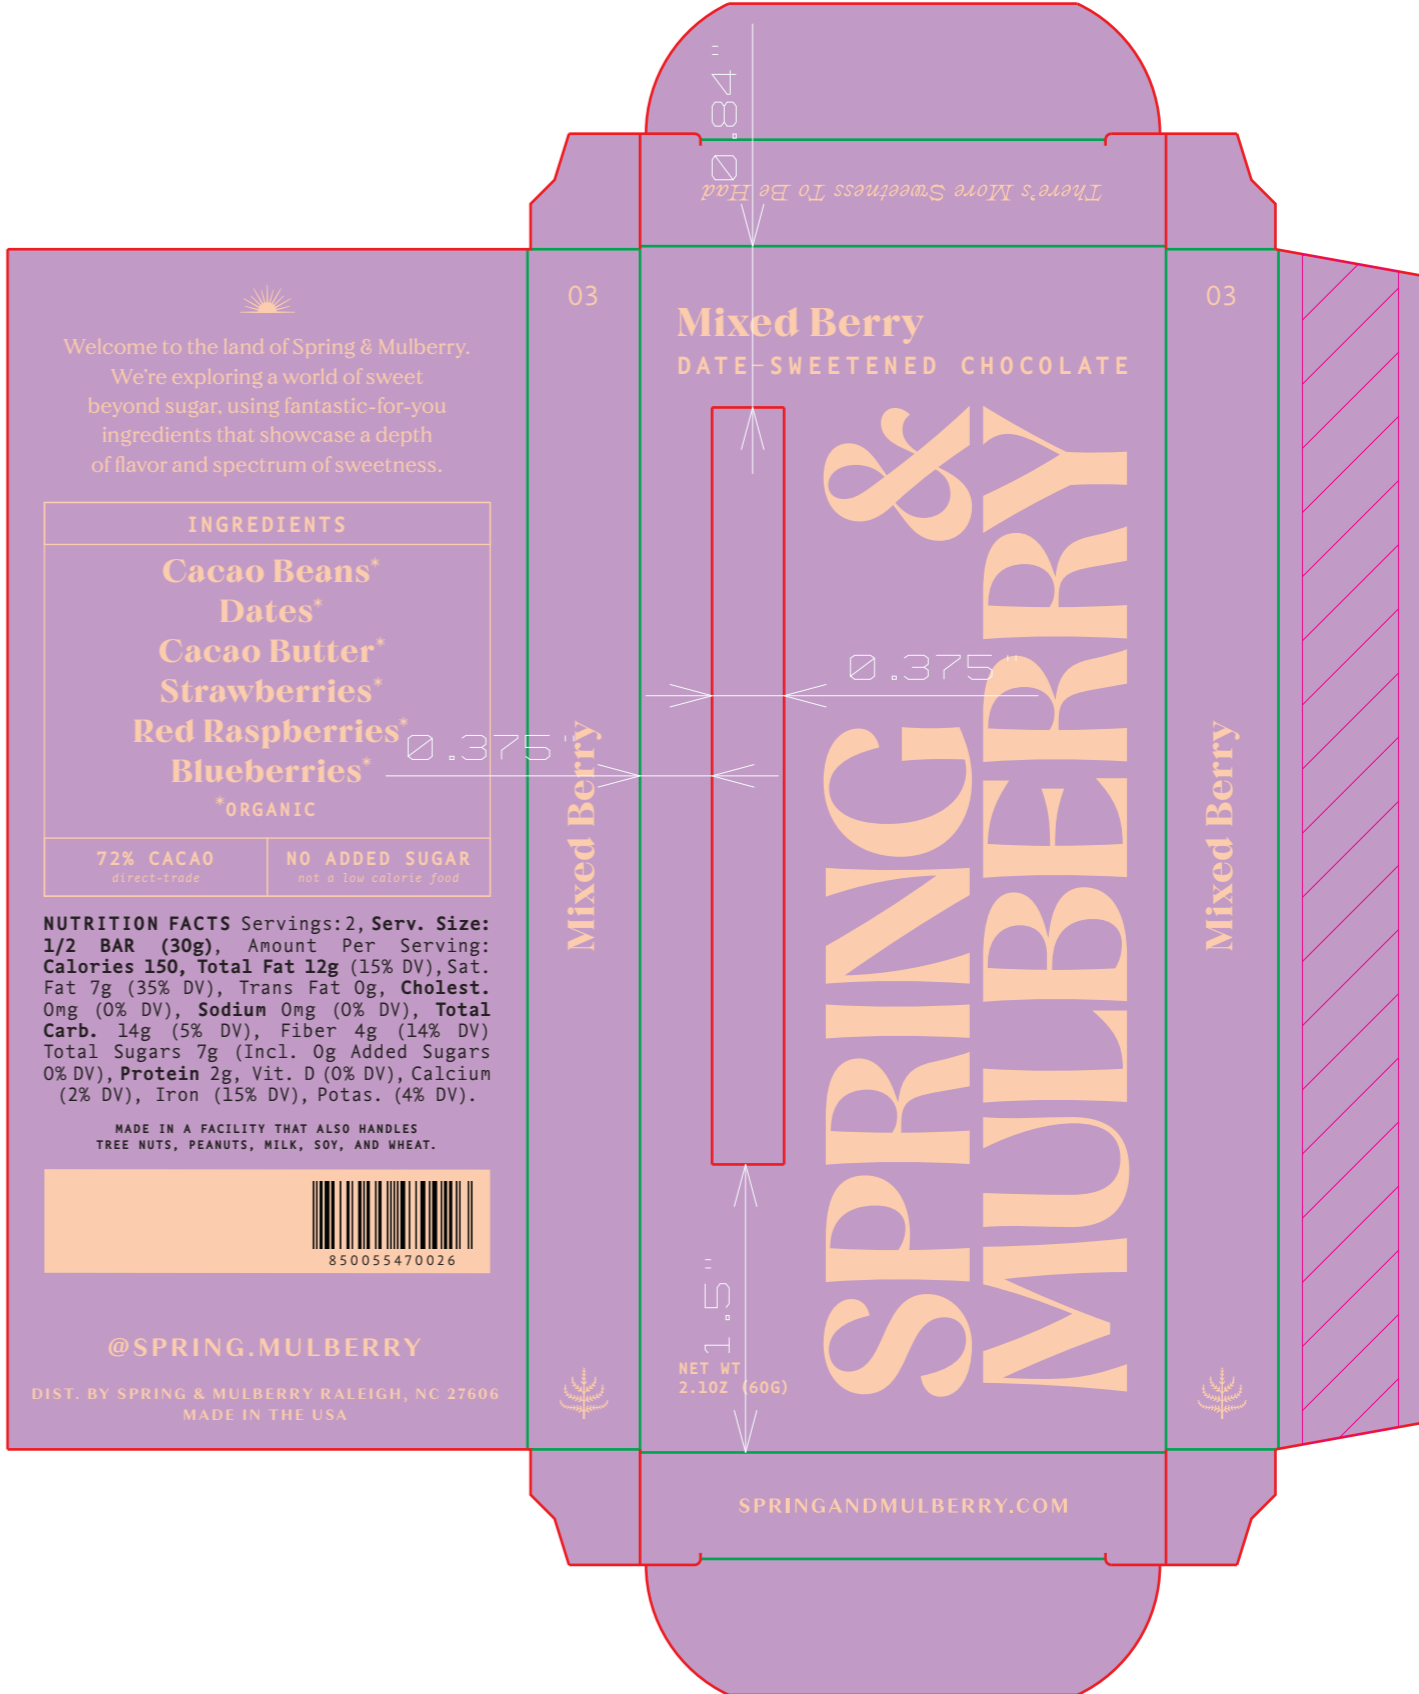 0.84"
There's More Sweetness To Be Had
Welcome to the land of Spring & Mulberry.
We're exploring a world of sweet
beyond sugar, using fantastic-for-you
ingredients that showcase a depth
of flavor and spectrum of sweetness.
INGREDIENTS
Cacao Beans*
Dates*
Cacao Butter*
Strawberries*
Red Raspberries*
Blueberries*
*ORGANIC
72% CACAO
direct-trade
NO ADDED SUGAR
not a low calorie food
NUTRITION FACTS Servings: 2, Serv. Size:
1/2 BAR (30g), Amount Per Serving:
Calories 150, Total Fat 12g (15% DV), Sat.
Fat 7g (35% DV), Trans Fat 0g, Cholest.
0mg (0% DV), Sodium 0mg (0% DV), Total
Carb. 14g (5% DV), Fiber 4g (14% DV)
Total Sugars 7g (Incl. 0g Added Sugars
0% DV), Protein 2g, Vit. D (0% DV), Calcium
(2% DV), Iron (15% DV), Potas. (4% DV).
MADE IN A FACILITY THAT ALSO HANDLES
TREE NUTS, PEANUTS, MILK, SOY, AND WHEAT.
850055470026
@SPRING.MULBERRY
DIST. BY SPRING & MULBERRY RALEIGH, NC 27606
MADE IN THE USA
03
Mixed Berry
0.375"
Mixed Berry
DATE-SWEETENED CHOCOLATE
SPRING &
MULBERRY
0.375"
1.5"
NET WT
2.1OZ (60G)
03
Mixed Berry
SPRINGANDMULBERRY.COM